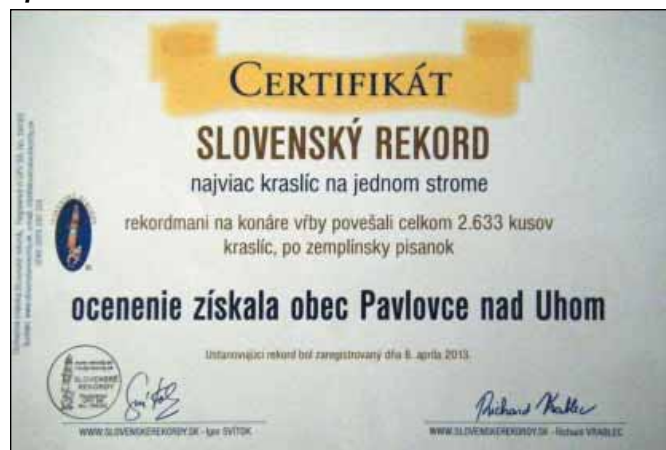 CERTIFIKÁT
SLOVENSKÝ REKORD
najviac kraslíc na jednom strome
rekordmani na konáre vŕby povešali celkom 2.633 kusov
kraslíc, po zemplínsky pisanok
ocenenie získala obec Pavlovce nad Uhom
Ustanovujúci rekord bol zaregistrovaný dňa 8. apríla 2013.
SLOVENSKÉ
REKORDY
WWW.SLOVENSKEREKORDY.SK - Igor SVÍTOK
WWW.SLOVENSKEREKORDY.SK - Richard VRABLEC